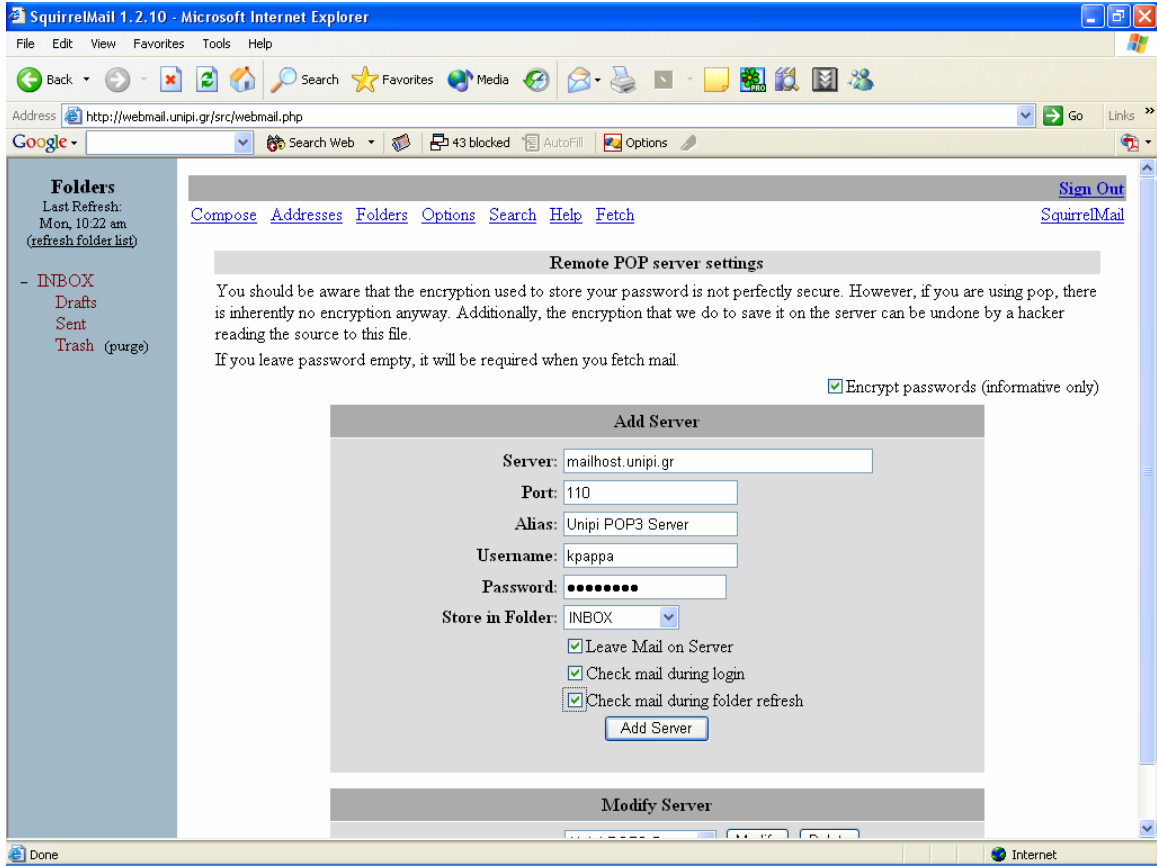 SquirrelMail 1.2.10 - Microsoft Internet Explorer
File Edit View Favorites Tools Help
Back Search Favorites Media PRO
Address http://webmail.unipi.gr/src/webmail.php Go Links »
Google Search Web 43 blocked AutoFill Options
Folders
Last Refresh:
Mon, 10:22 am
(refresh folder list)
– INBOX
Drafts
Sent
Trash (purge)
Sign Out
Compose Addresses Folders Options Search Help Fetch SquirrelMail
Remote POP server settings
You should be aware that the encryption used to store your password is not perfectly secure. However, if you are using pop, there
is inherently no encryption anyway. Additionally, the encryption that we do to save it on the server can be undone by a hacker
reading the source to this file.
If you leave password empty, it will be required when you fetch mail.
Encrypt passwords (informative only)
Add Server
Server: mailhost.unipi.gr
Port: 110
Alias: Unipi POP3 Server
Username: kpappa
Password: ●●●●●●●●
Store in Folder: INBOX
Leave Mail on Server
Check mail during login
Check mail during folder refresh
Add Server
Modify Server
Done Internet